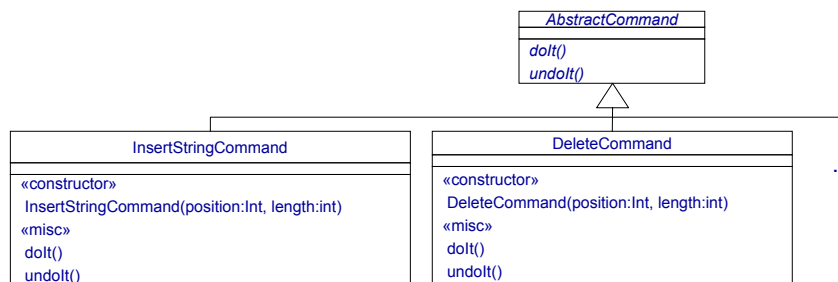 AbstractCommand
doIt()
undoIt()
InsertStringCommand
«constructor»
InsertStringCommand(position:Int, length:int)
«misc»
doIt()
undoIt()
DeleteCommand
«constructor»
DeleteCommand(position:Int, length:int)
«misc»
doIt()
undoIt()
.